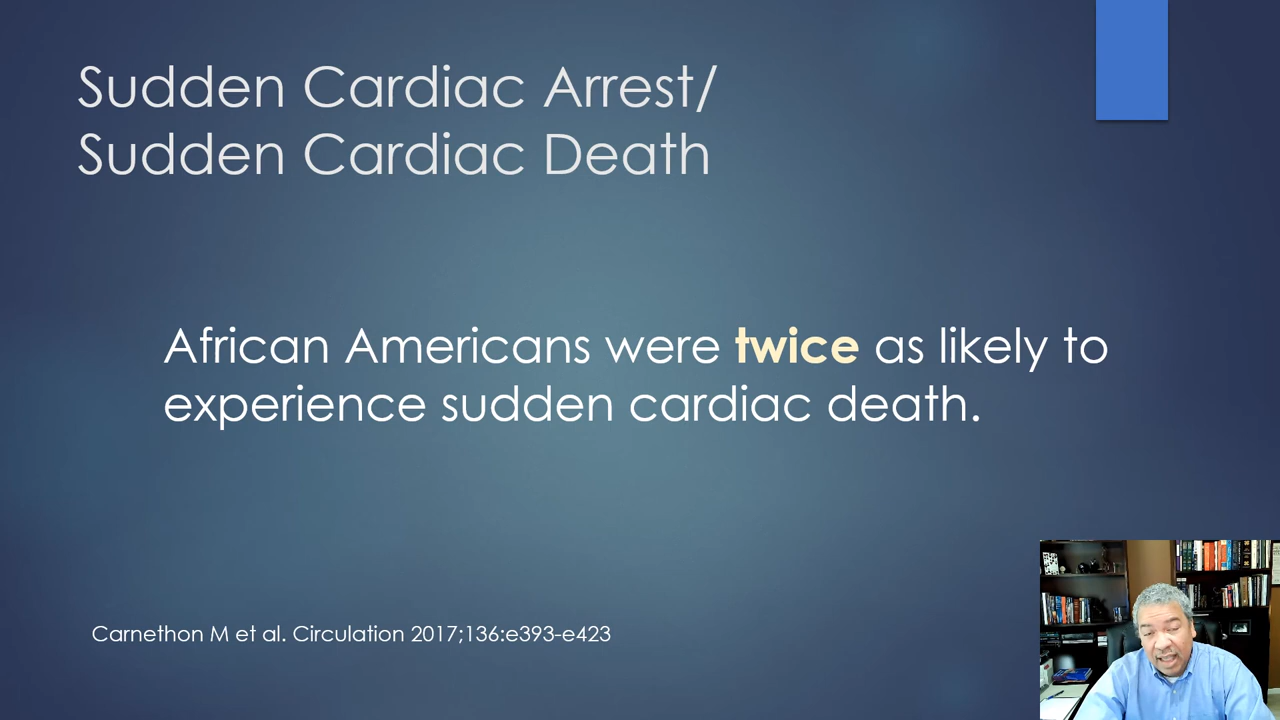 Sudden Cardiac Arrest/
Sudden Cardiac Death
African Americans were twice as likely to
experience sudden cardiac death.
Carnethon M et al. Circulation 2017;136:e393-e423